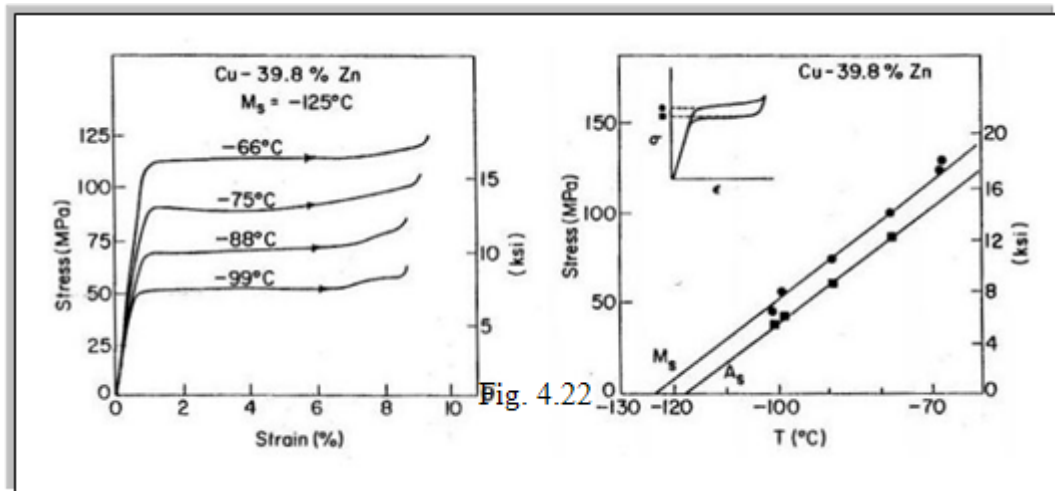 Cu-39.8 % Zn
Ms = -125°C
125
100
75
50
25
0
Stress (MPa)
-66°C
-75°C
-88°C
-99°C
15
10
5
(ksi)
0 2 4 6 8 10
Strain (%)
Fig. 4.22
Cu-39.8 % Zn
150
100
50
0
Stress (MPa)
σ
ϵ
Ms
As
20
16
12
8
4
0
(ksi)
-130 -120 -100 -70
T (°C)